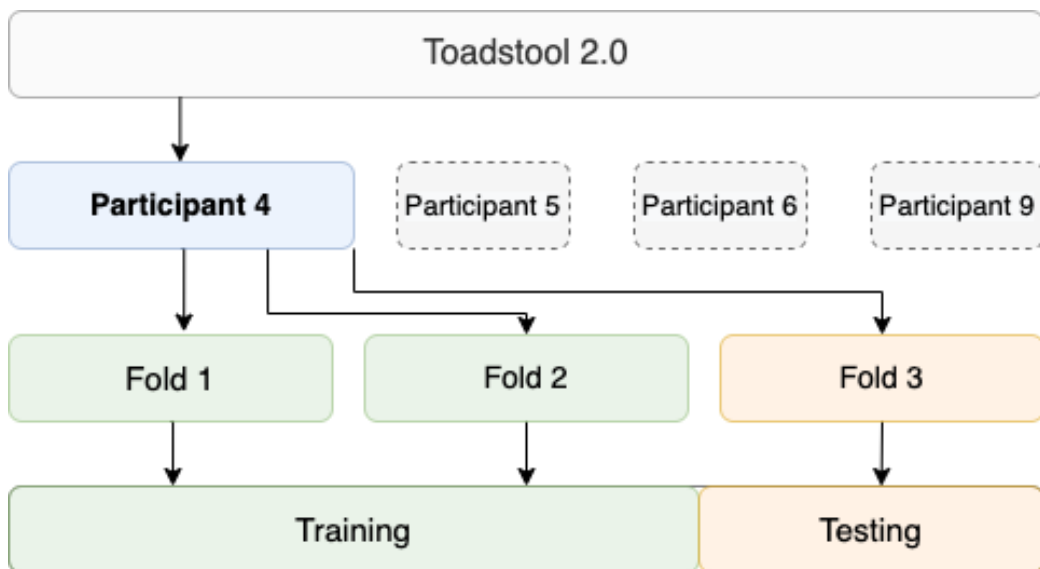 Toadstool 2.0
Participant 4
Participant 5
Participant 6
Participant 9
Fold 1
Fold 2
Fold 3
Training
Testing